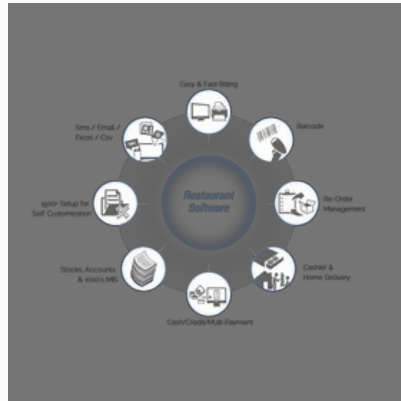 Easy & Fast Billing
Sms / Email /
Excel / Csv
Barcode
Restaurant
Software
1500+ Setup for
Self Customization
Re-Order
Management
Stocks, Accounts
& 1000's MIS
Cashier &
Home Delivery
Cash/Credit/Multi Payment